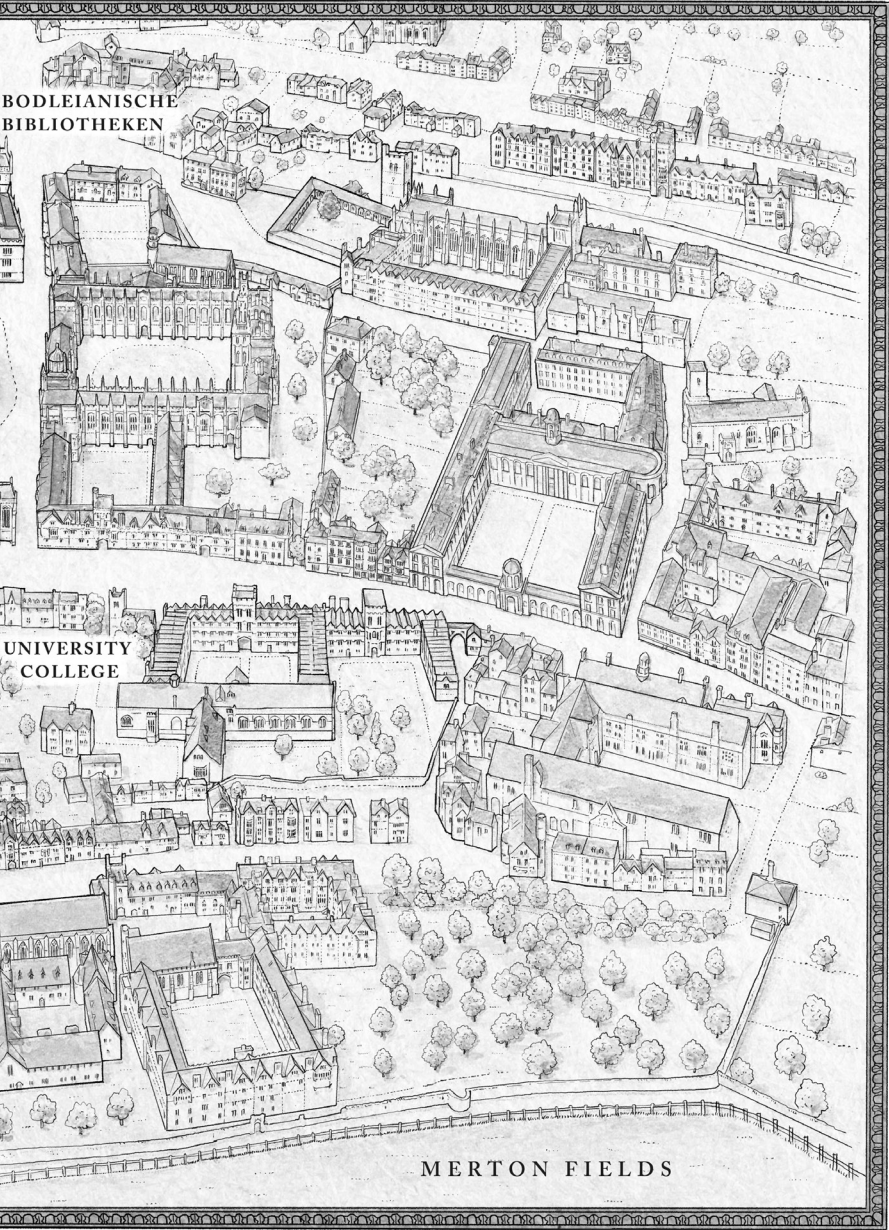 BODLEIANISCHE
BIBLIOTHEKEN
UNIVERSITY
COLLEGE
MERTON FIELDS